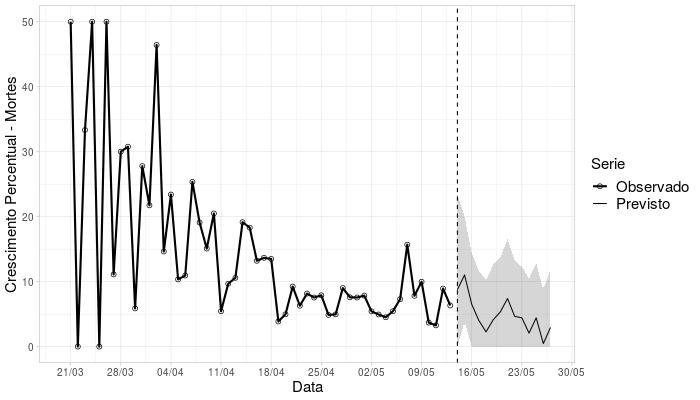 Crescimento Percentual - Mortes
50
40
30
20
10
0
21/03 28/03 04/04 11/04 18/04 25/04 02/05 09/05 16/05 23/05 30/05
Data
Serie
Observado
Previsto